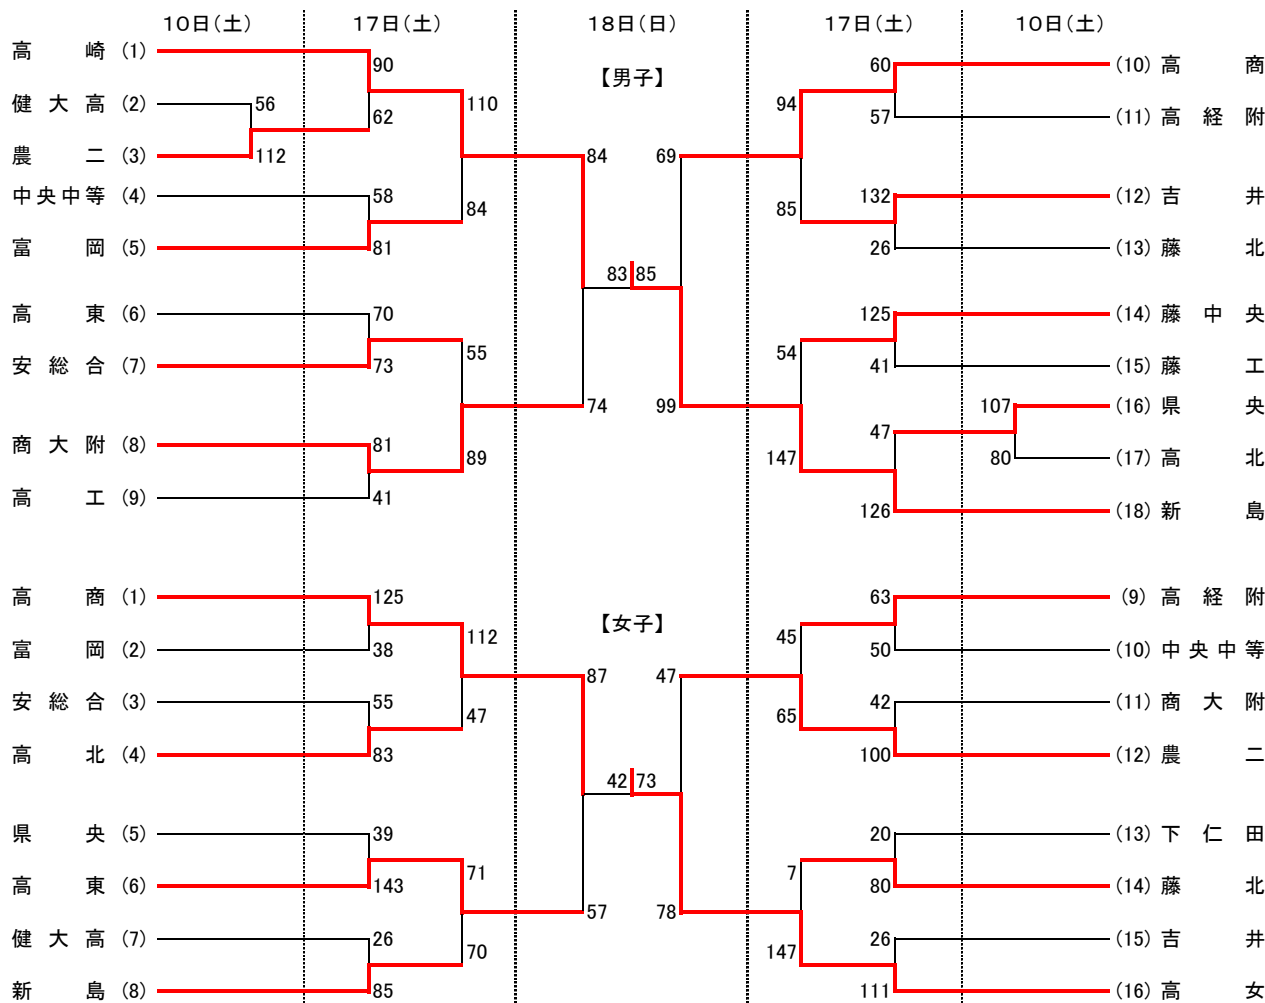 10日(土) 17日(土) 18日(日) 17日(土) 10日(土)
【男子】
高崎 (1) 90 60 (10) 高商
健大高 (2) 56 62 110 94 57 (11) 高経附
農二 (3) 112 84 69
中央中等 (4) 58 84 85 132 (12) 吉井
富岡 (5) 81 26 (13) 藤北
83 85
高東 (6) 70 125 (14) 藤中央
安総合 (7) 73 55 54 41 (15) 藤工
74 99 107 (16) 県央
商大附 (8) 81 89 147 47 80 (17) 高北
高工 (9) 41 126 (18) 新島
【女子】
高商 (1) 125 63 (9) 高経附
富岡 (2) 38 112 45 50 (10) 中央中等
87 47
安総合 (3) 55 47 65 42 (11) 商大附
高北 (4) 83 100 (12) 農二
42 73
県央 (5) 39 20 (13) 下仁田
高東 (6) 143 71 7 80 (14) 藤北
57 78
健大高 (7) 26 70 147 26 (15) 吉井
新島 (8) 85 111 (16) 高女